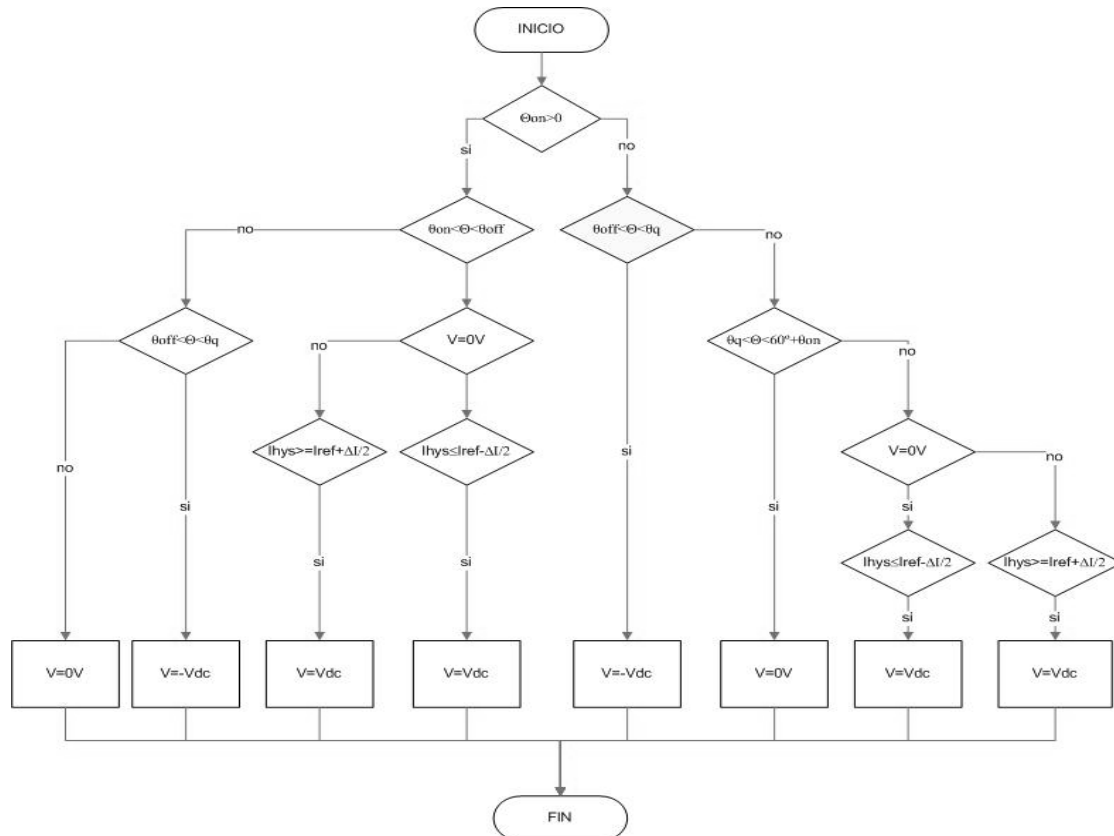 INICIO
Θon>0
si
no
no
θon<Θ<θoff
θoff<Θ<θq
no
θoff<Θ<θq
V=0V
θq<Θ<60º+θon
no
no
Ihys>=Iref+ΔI/2
Ihys≤Iref-ΔI/2
V=0V
no
si
no
si
si
si
Ihys≤Iref-ΔI/2
Ihys>=Iref+ΔI/2
si
si
si
si
V=0V
V=-Vdc
V=Vdc
V=Vdc
V=-Vdc
V=0V
V=Vdc
V=Vdc
FIN